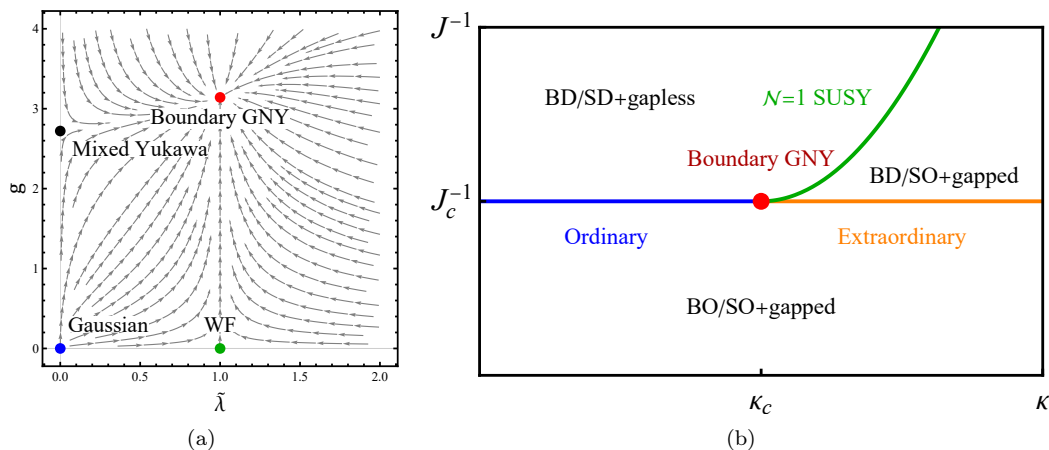 4
3
2
1
0
g
Boundary GNY
Mixed Yukawa
Gaussian
WF
0.0 0.5 1.0 1.5 2.0
λ̃
(a)
J⁻¹
BD/SD+gapless
𝒩=1 SUSY
Boundary GNY
BD/SO+gapped
J_c⁻¹
Ordinary
Extraordinary
BO/SO+gapped
κ_c
κ
(b)